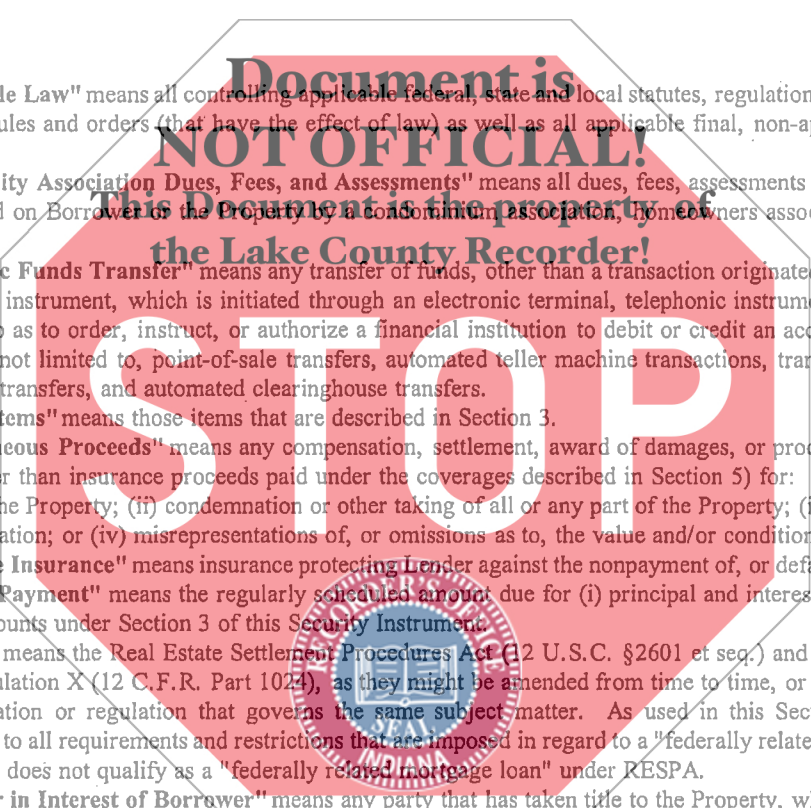 Document is
le Law" means all controlling applicable federal, state and local statutes, regulation
ules and orders (that have the effect of law) as well as all applicable final, non-ap
NOT OFFICIAL!
ity Association Dues, Fees, and Assessments" means all dues, fees, assessments
on Borrower or the Property by a condominium association, homeowners assoc
This Document is the property of
the Lake County Recorder!
c Funds Transfer" means any transfer of funds, other than a transaction originate
instrument, which is initiated through an electronic terminal, telephonic instrum
as to order, instruct, or authorize a financial institution to debit or credit an acc
not limited to, point-of-sale transfers, automated teller machine transactions, tran
transfers, and automated clearinghouse transfers.
STOP
tems" means those items that are described in Section 3.
eous Proceeds" means any compensation, settlement, award of damages, or proc
r than insurance proceeds paid under the coverages described in Section 5) for:
he Property; (ii) condemnation or other taking of all or any part of the Property; (i
ation; or (iv) misrepresentations of, or omissions as to, the value and/or condition
e Insurance" means insurance protecting Lender against the nonpayment of, or defa
Payment" means the regularly scheduled amount due for (i) principal and interes
ounts under Section 3 of this Security Instrument.
means the Real Estate Settlement Procedures Act (12 U.S.C. §2601 et seq.) and
ulation X (12 C.F.R. Part 1024), as they might be amended from time to time, or
ation or regulation that governs the same subject matter. As used in this Sec
to all requirements and restrictions that are imposed in regard to a "federally relate
does not qualify as a "federally related mortgage loan" under RESPA.
r in Interest of Borrower" means any party that has taken title to the Property, w
RECORDER'S OFFICE
SEAL
INDIANA